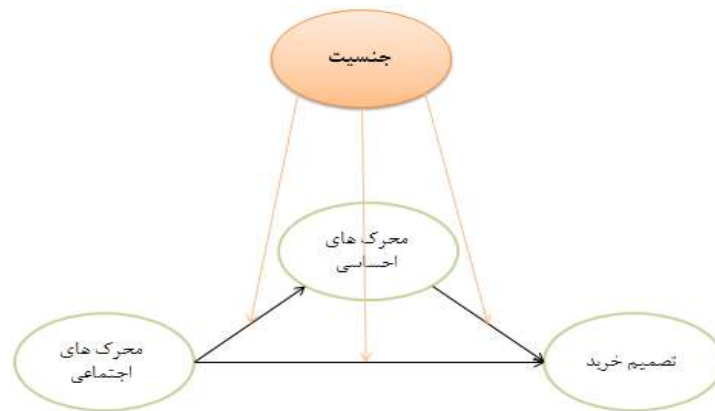 جنسیت
محرک های
احساسی
محرک های
اجتماعی
تصمیم خرید